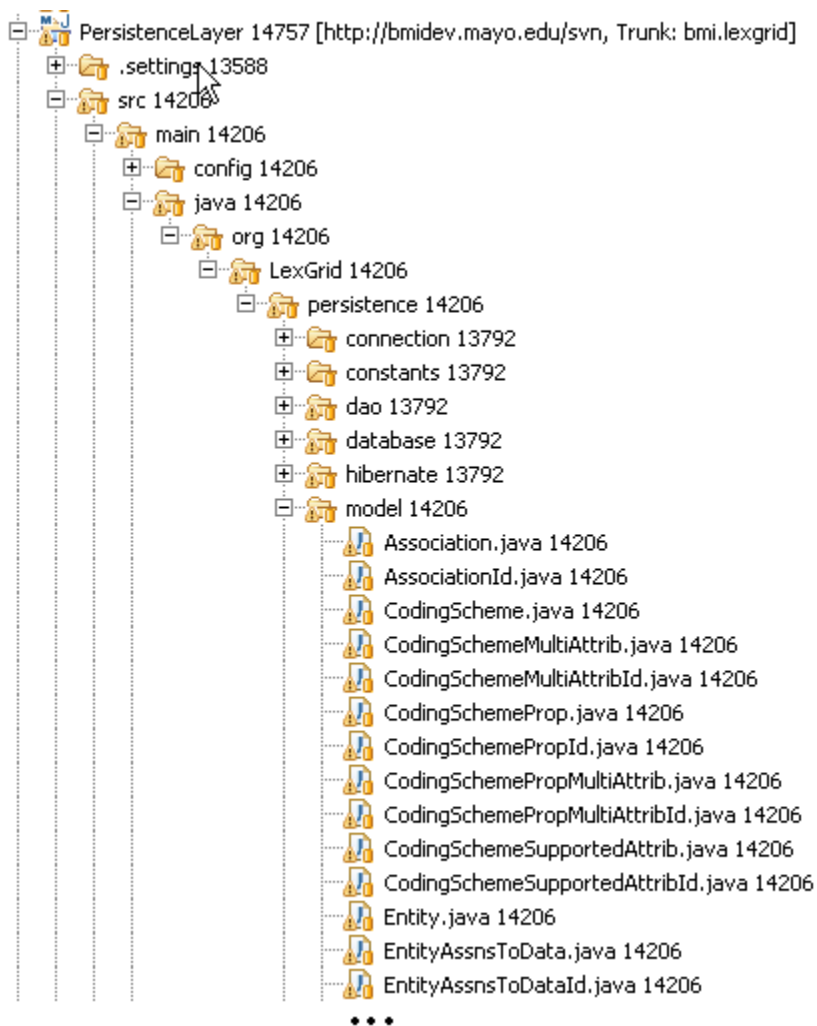 PersistenceLayer 14757 [http://bmidev.mayo.edu/svn, Trunk: bmi.lexgrid]
.settings 13588
src 14206
main 14206
config 14206
java 14206
org 14206
LexGrid 14206
persistence 14206
connection 13792
constants 13792
dao 13792
database 13792
hibernate 13792
model 14206
Association.java 14206
AssociationId.java 14206
CodingScheme.java 14206
CodingSchemeMultiAttrib.java 14206
CodingSchemeMultiAttribId.java 14206
CodingSchemeProp.java 14206
CodingSchemePropId.java 14206
CodingSchemePropMultiAttrib.java 14206
CodingSchemePropMultiAttribId.java 14206
CodingSchemeSupportedAttrib.java 14206
CodingSchemeSupportedAttribId.java 14206
Entity.java 14206
EntityAssnsToData.java 14206
EntityAssnsToDataId.java 14206
...